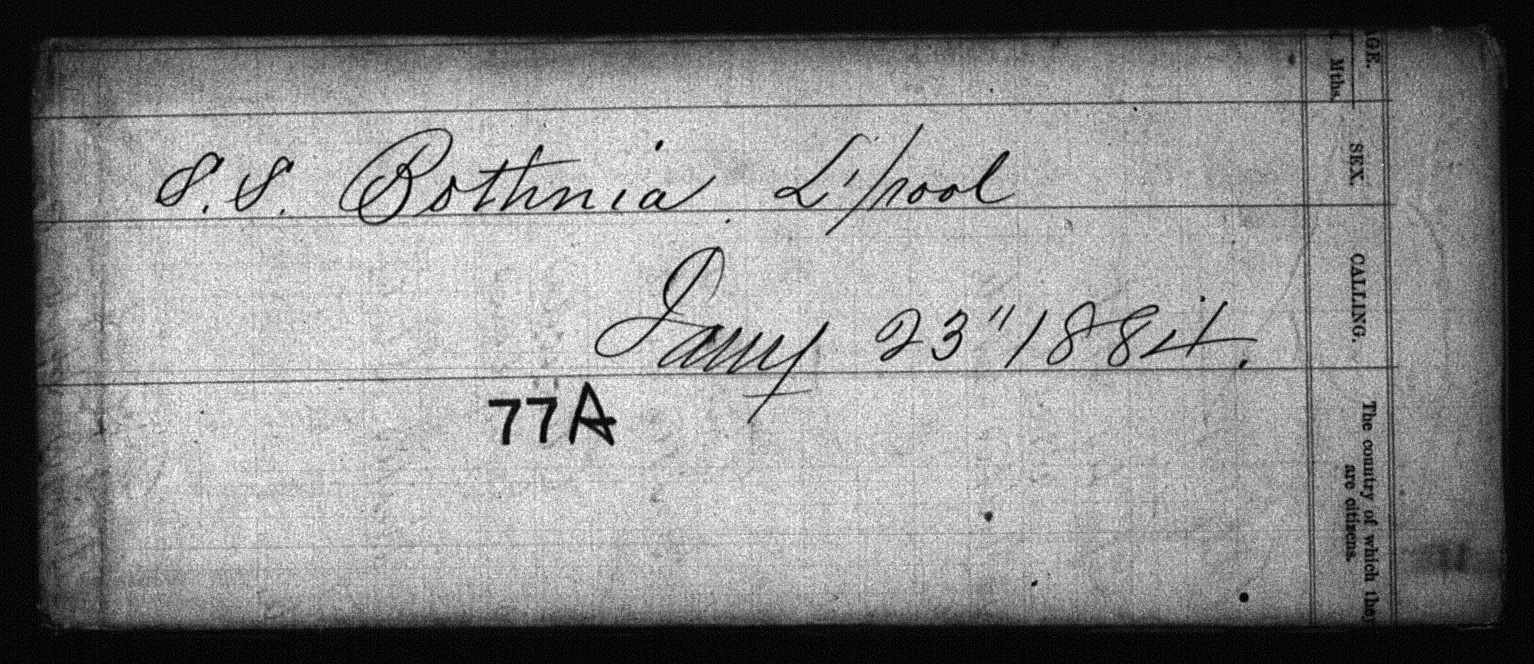 S.S. Bothnia. L'pool
Jany 23" 1884.
77A
AGE.
Mths.
SEX.
CALLING.
The country of which they
are citizens.